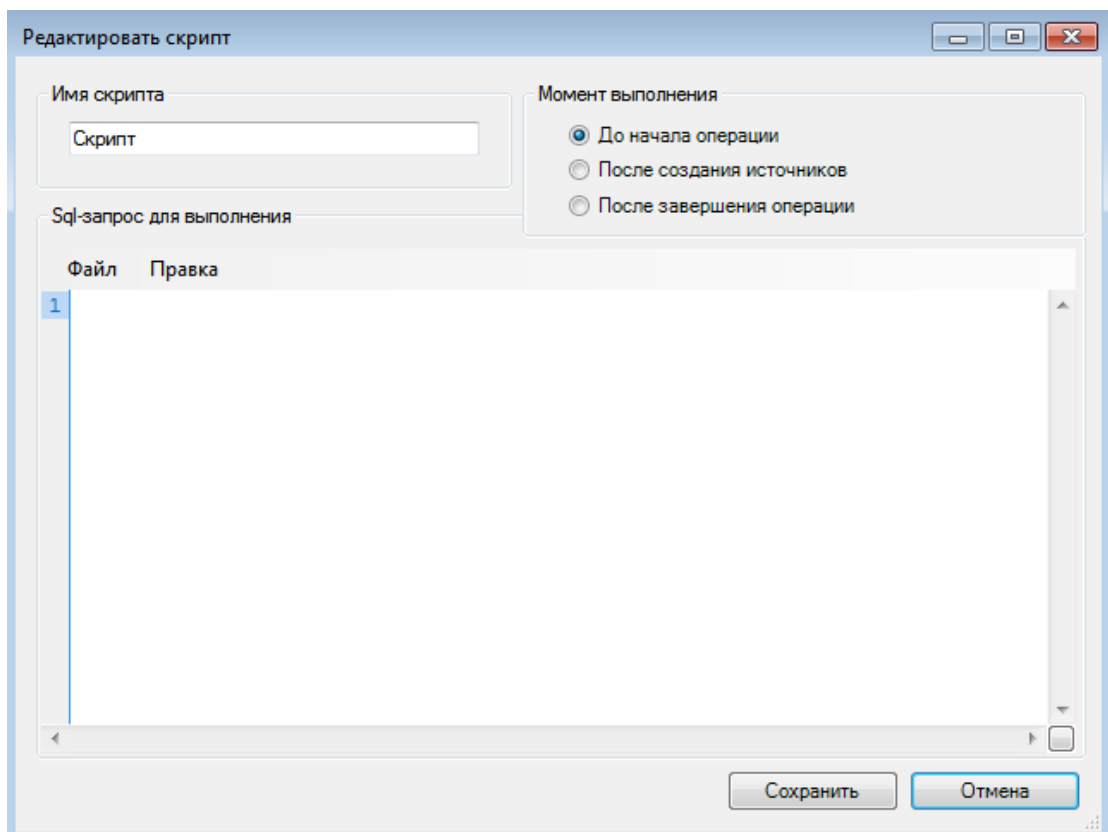 Редактировать скрипт
Имя скрипта
Скрипт
Момент выполнения
До начала операции
После создания источников
После завершения операции
Sql-запрос для выполнения
Файл Правка
1
Сохранить Отмена